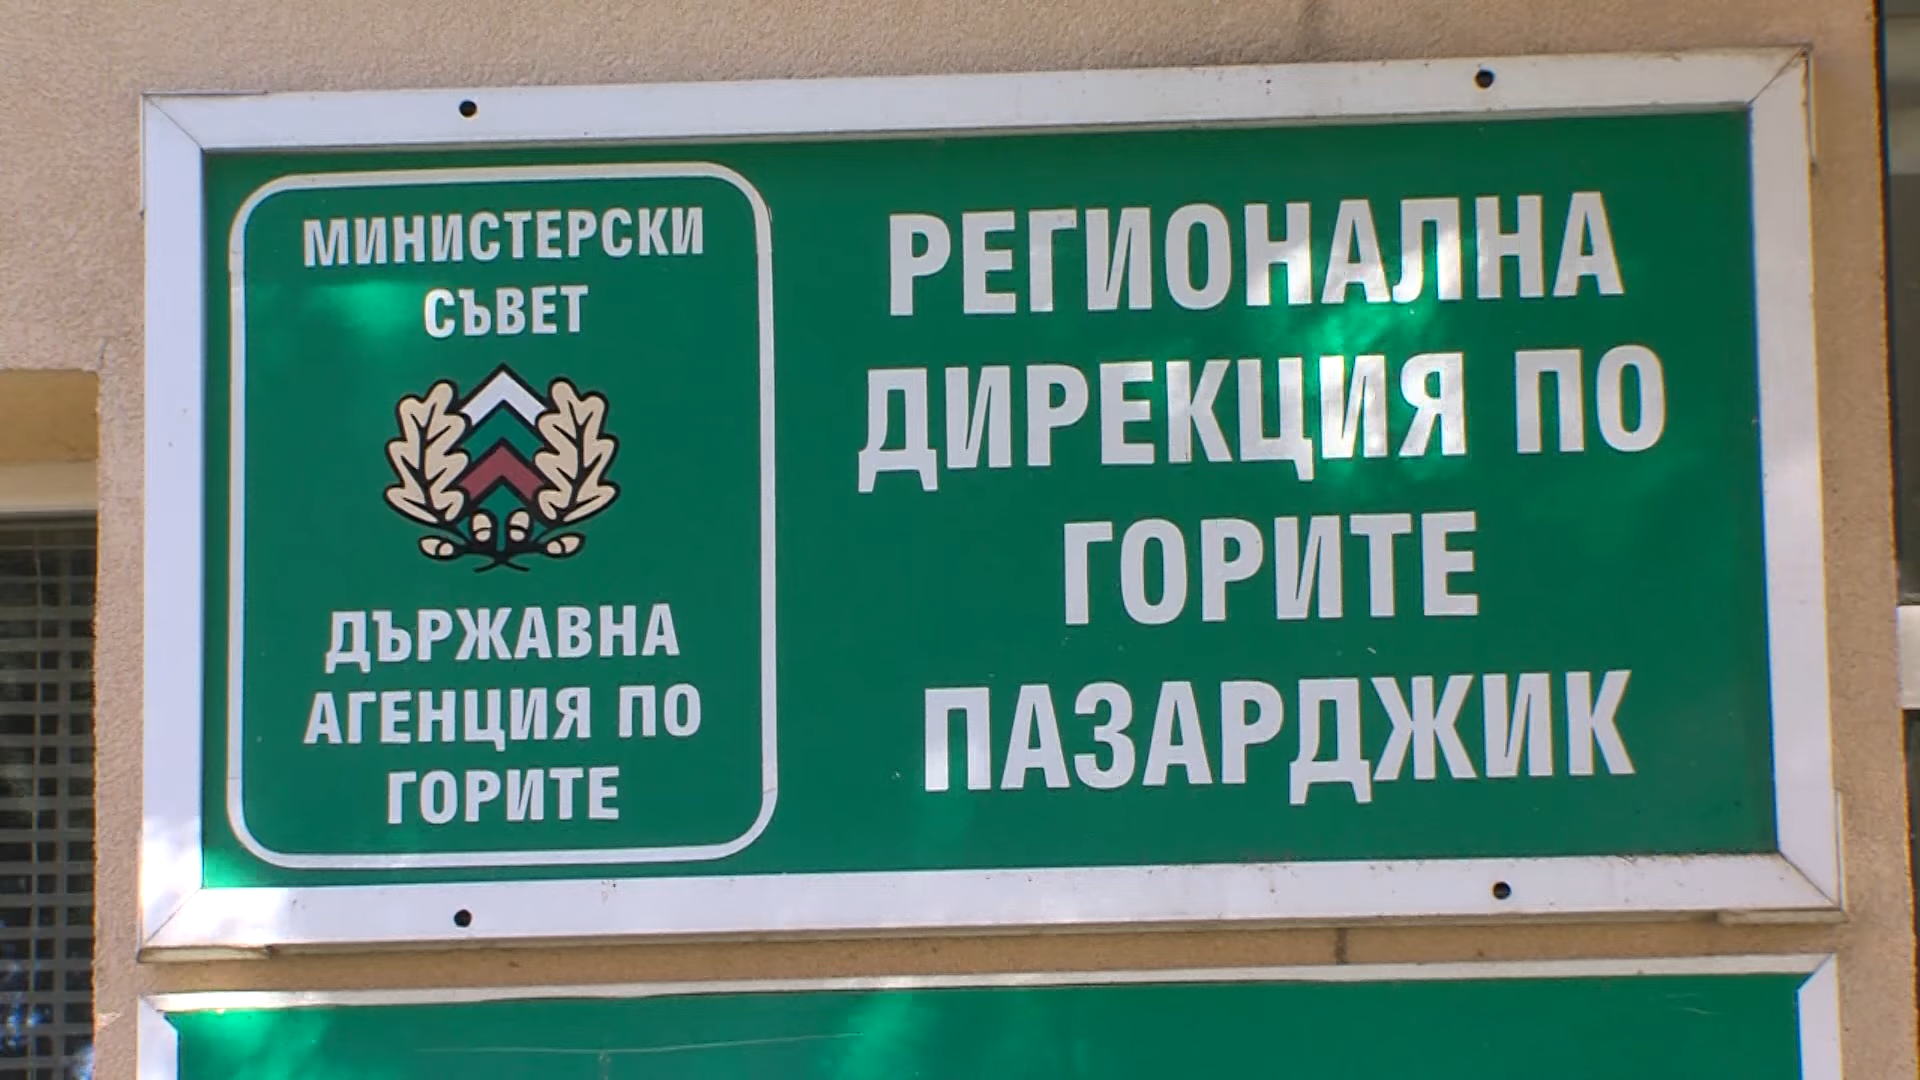 МИНИСТЕРСКИ
СЪВЕТ
ДЪРЖАВНА
АГЕНЦИЯ ПО
ГОРИТЕ
РЕГИОНАЛНА
ДИРЕКЦИЯ ПО
ГОРИТЕ
ПАЗАРДЖИК